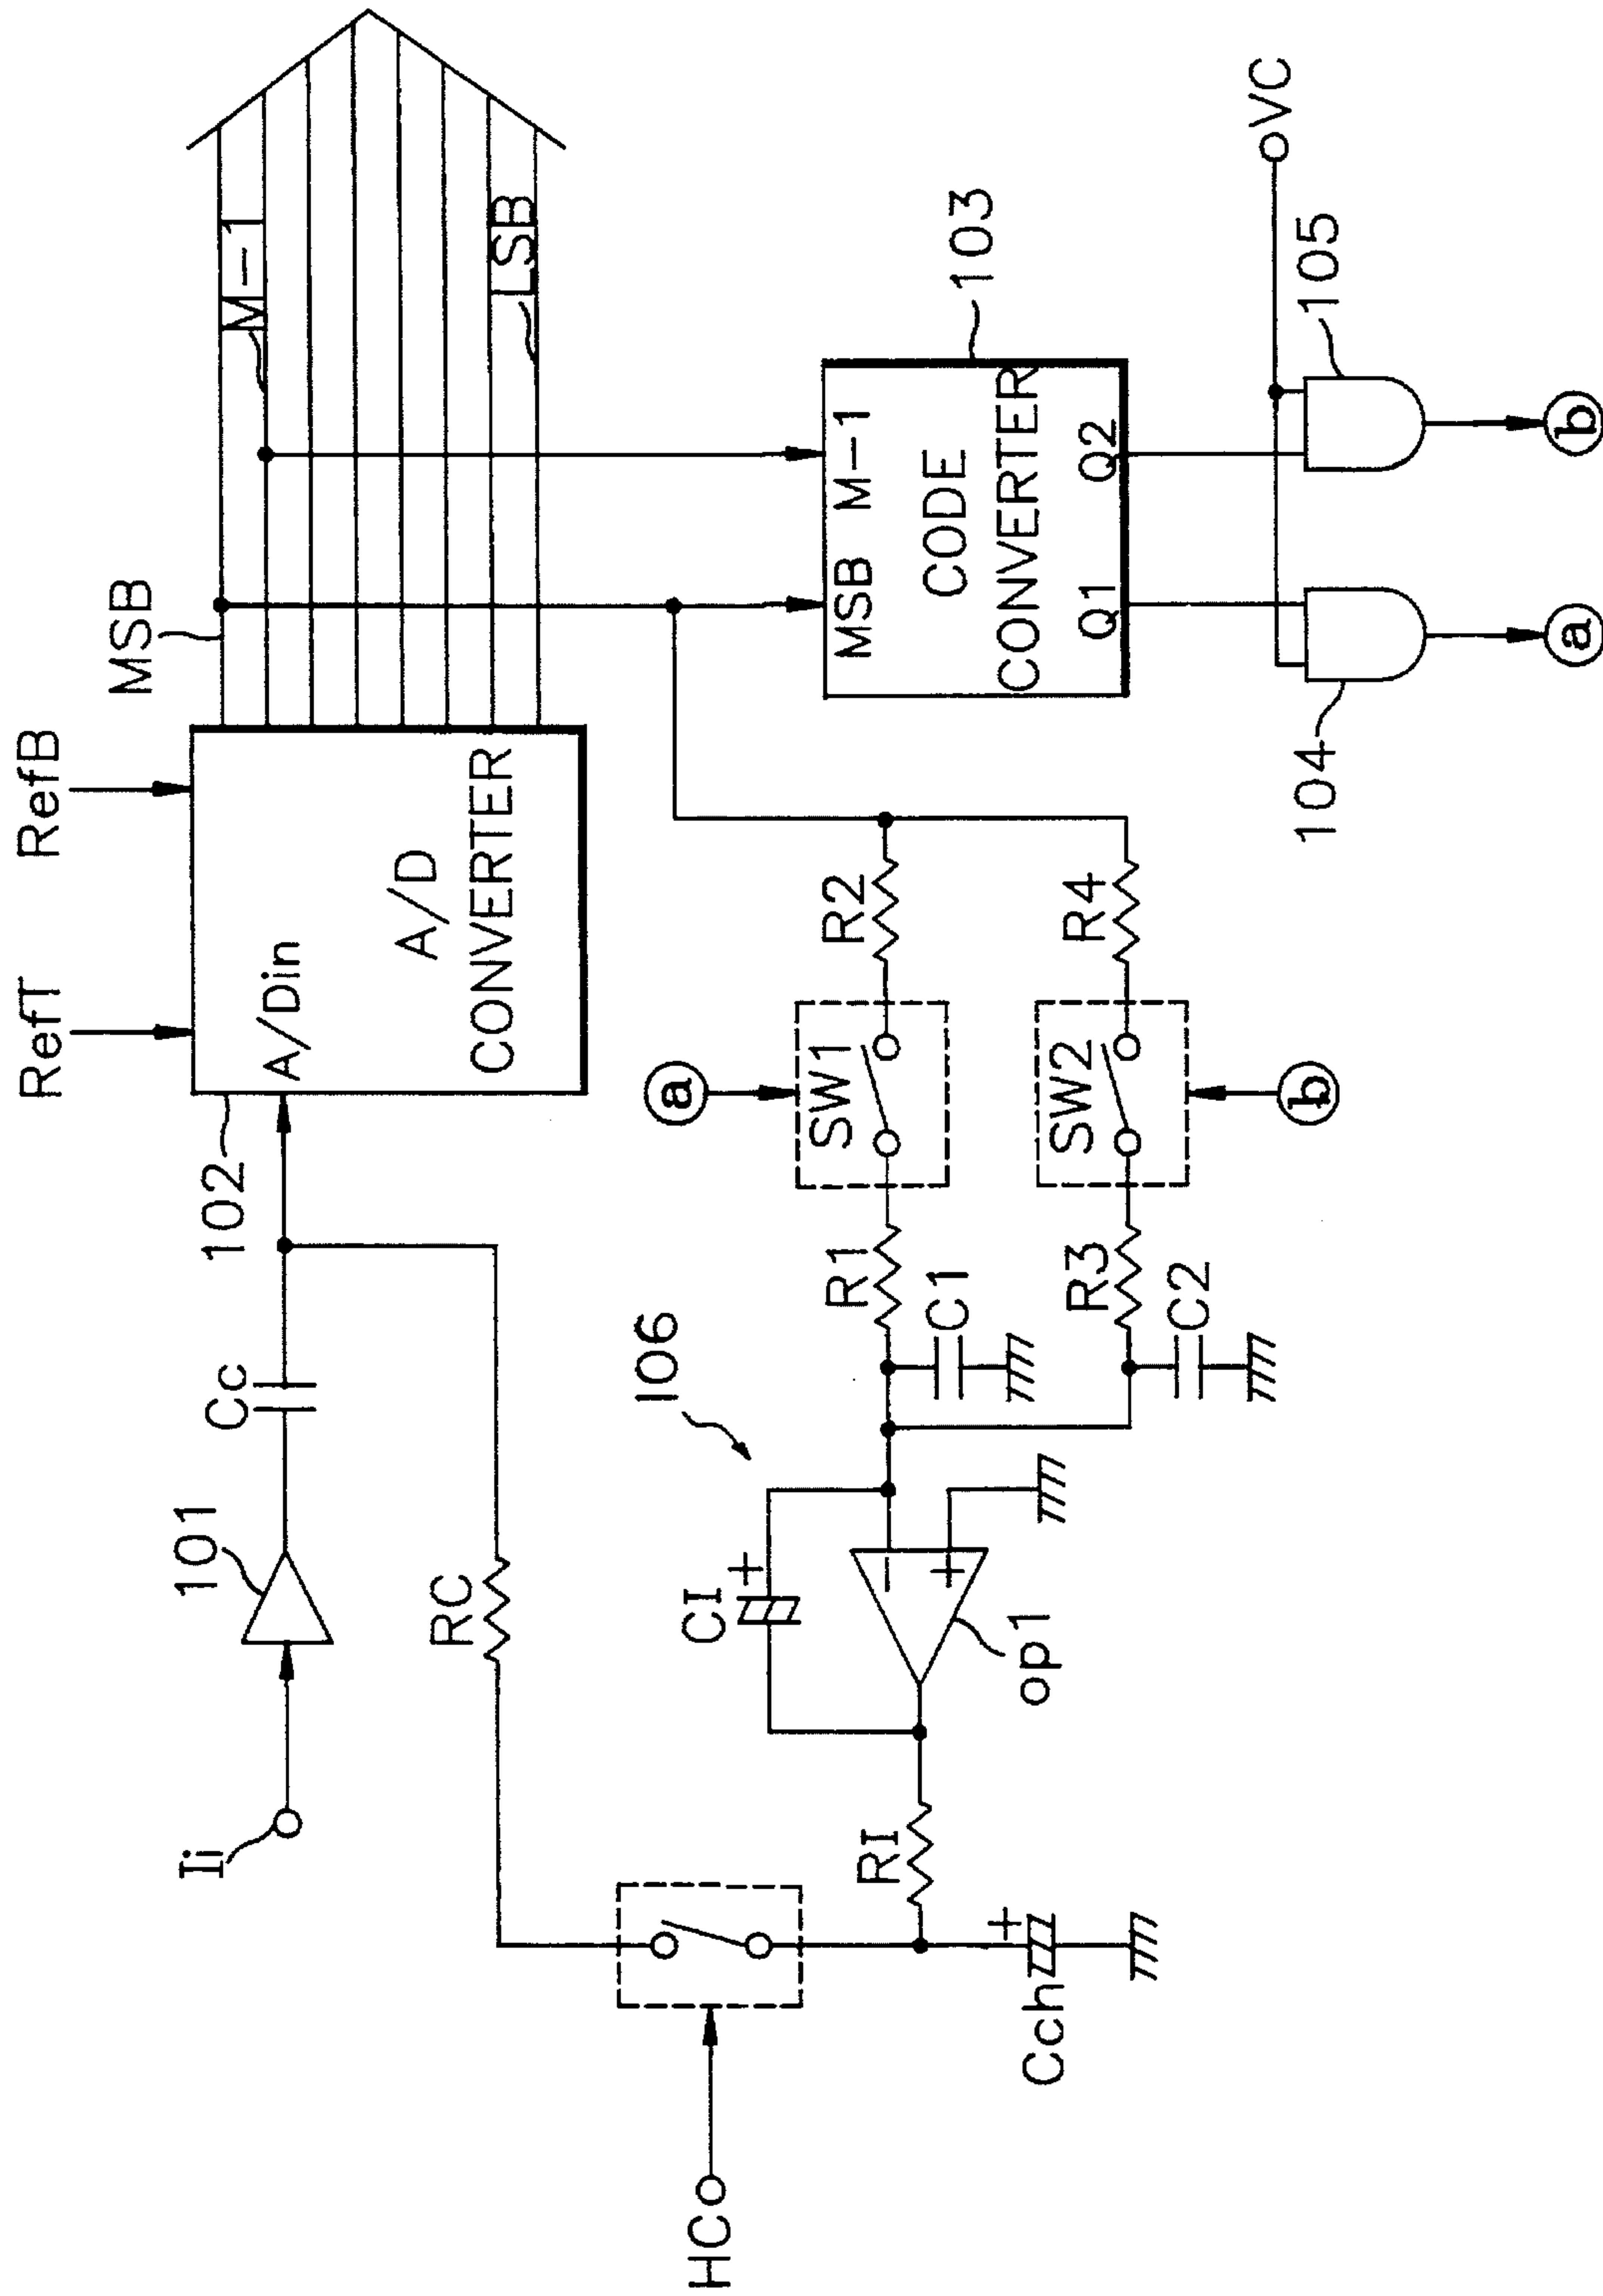 RefT
RefB
MSB
M-1
LSB
A/Din
A/D
CONVERTER
102
101
Cc
Ii
RC
HC
106
CI
+
−
+
op1
RI
+
Cch
R1
C1
SW1
R2
a
R3
C2
SW2
R4
b
MSB M-1
CODE
CONVERTER
Q1 Q2
103
VC
104
105
a
b